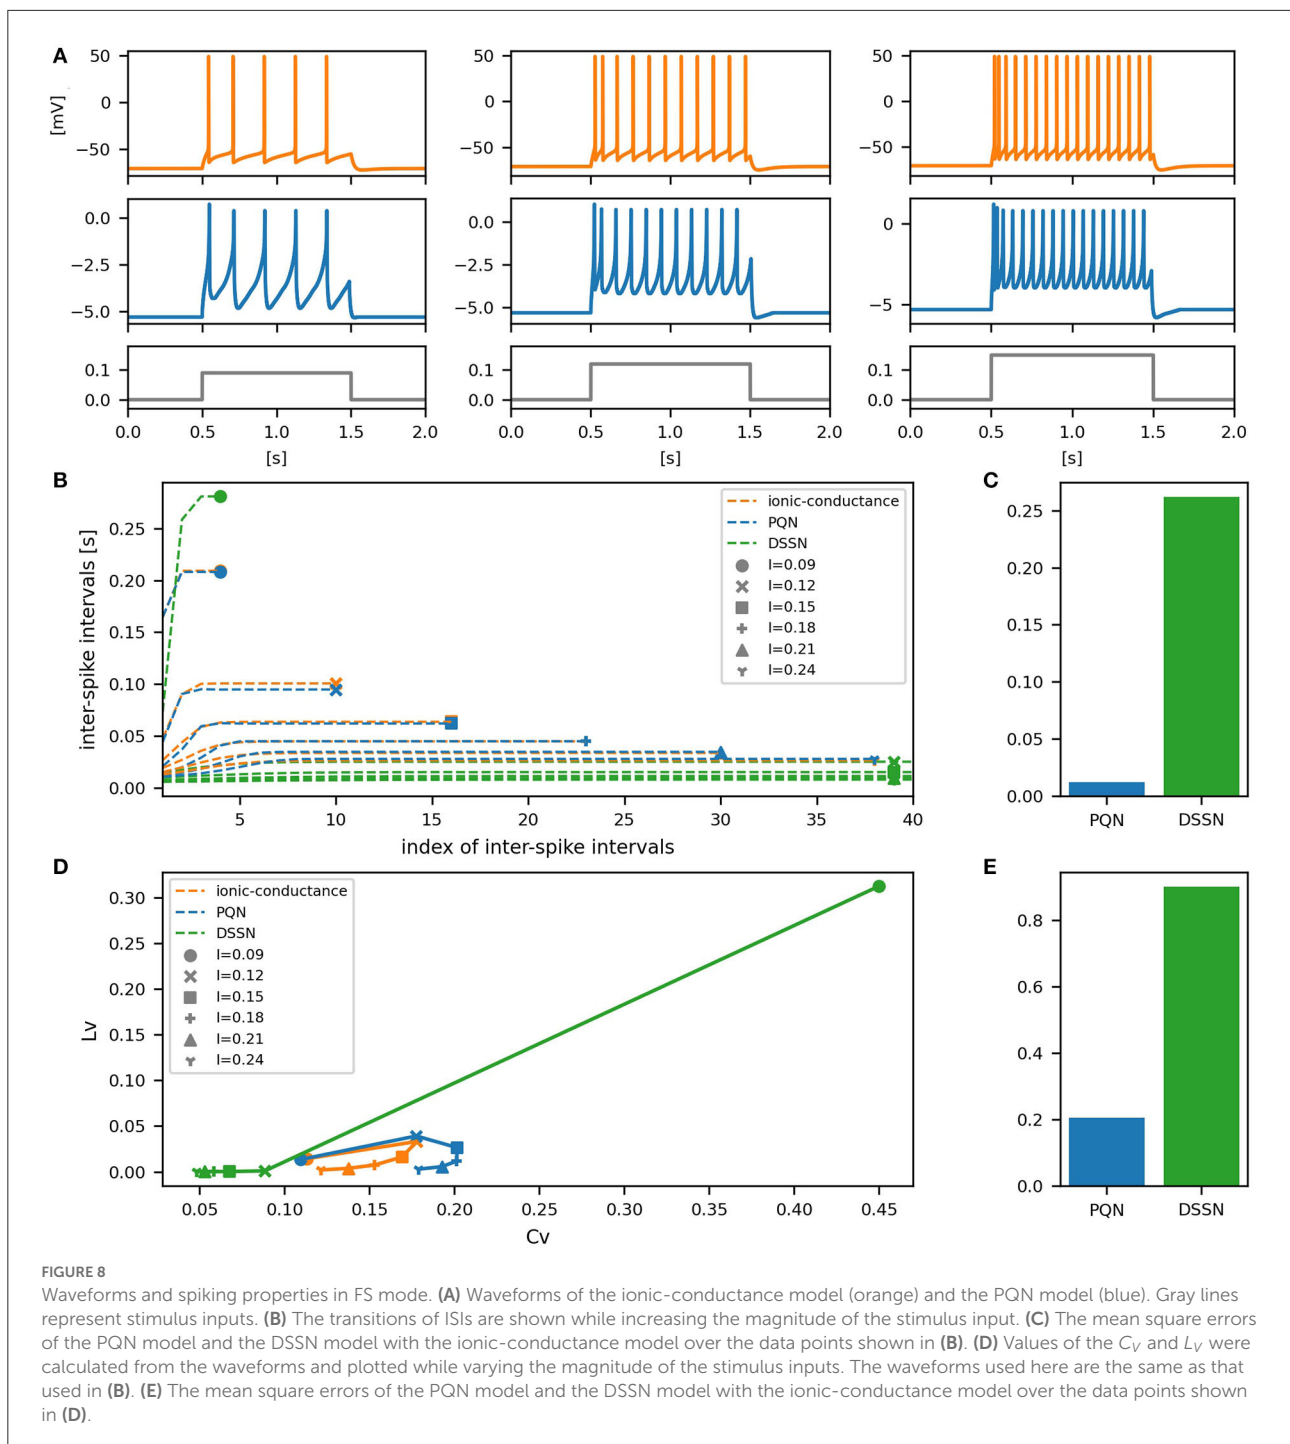 A
50
0
−50
[mV]
50
0
−50
50
0
−50
0.0
−2.5
−5.0
0.0
−2.5
−5.0
0
−5
0.1
0.0
0.1
0.0
0.1
0.0
0.0 0.5 1.0 1.5 2.0
0.0 0.5 1.0 1.5 2.0
0.0 0.5 1.0 1.5 2.0
[s]
[s]
[s]
B
inter-spike intervals [s]
0.25
0.20
0.15
0.10
0.05
0.00
ionic-conductance
PQN
DSSN
I=0.09
I=0.12
I=0.15
I=0.18
I=0.21
I=0.24
5 10 15 20 25 30 35 40
index of inter-spike intervals
C
0.25
0.20
0.15
0.10
0.05
0.00
PQN DSSN
D
Lv
0.30
0.25
0.20
0.15
0.10
0.05
0.00
ionic-conductance
PQN
DSSN
I=0.09
I=0.12
I=0.15
I=0.18
I=0.21
I=0.24
0.05 0.10 0.15 0.20 0.25 0.30 0.35 0.40 0.45
Cv
E
0.8
0.6
0.4
0.2
0.0
PQN DSSN
FIGURE 8
Waveforms and spiking properties in FS mode. (A) Waveforms of the ionic-conductance model (orange) and the PQN model (blue). Gray lines
represent stimulus inputs. (B) The transitions of ISIs are shown while increasing the magnitude of the stimulus input. (C) The mean square errors
of the PQN model and the DSSN model with the ionic-conductance model over the data points shown in (B). (D) Values of the CV and LV were
calculated from the waveforms and plotted while varying the magnitude of the stimulus inputs. The waveforms used here are the same as that
used in (B). (E) The mean square errors of the PQN model and the DSSN model with the ionic-conductance model over the data points shown
in (D).